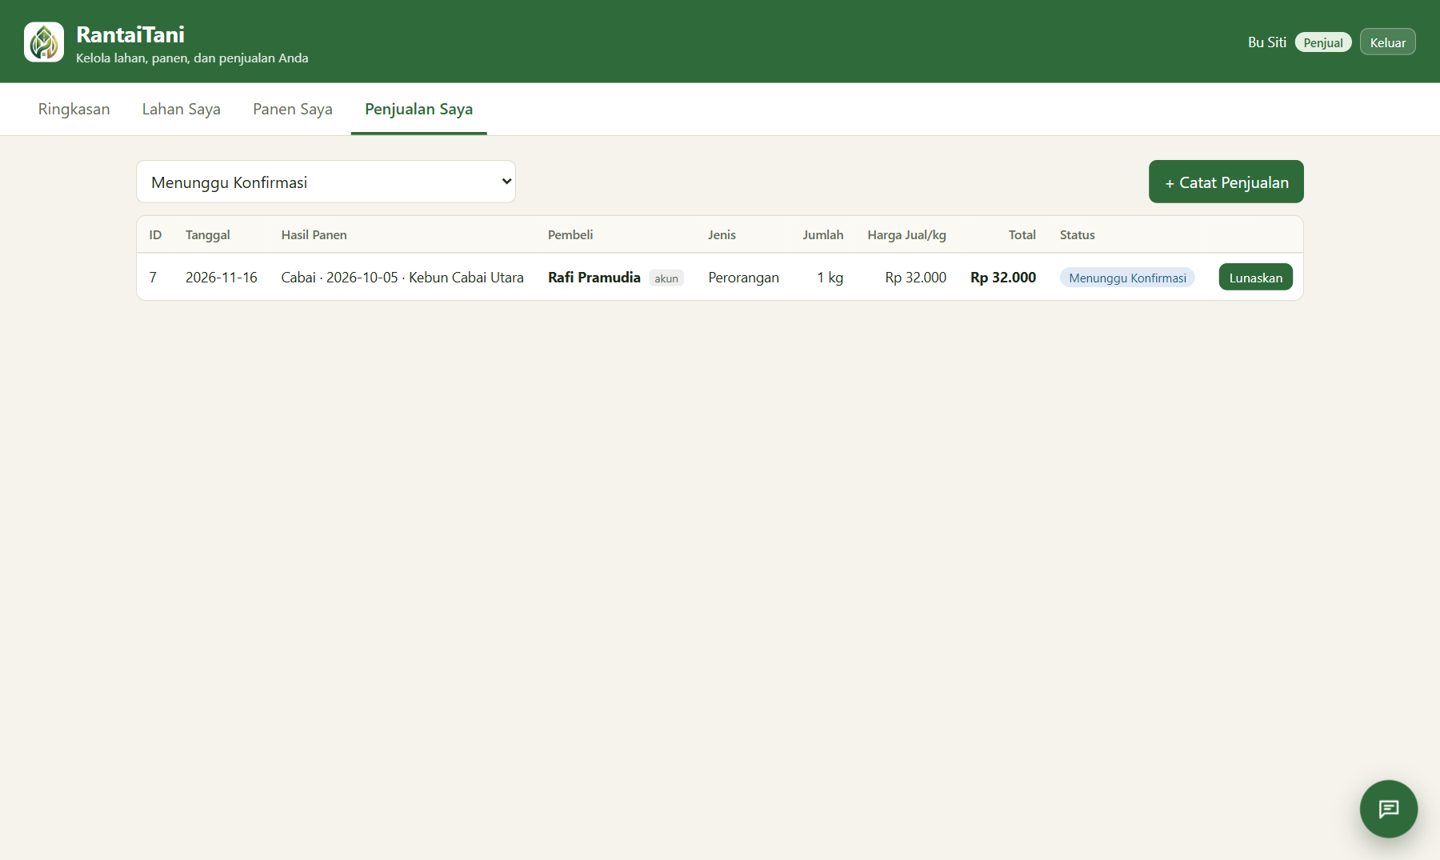 RantaiTani
Kelola lahan, panen, dan penjualan Anda
Bu Siti Penjual Keluar
Ringkasan Lahan Saya Panen Saya Penjualan Saya
Menunggu Konfirmasi
+ Catat Penjualan
ID Tanggal Hasil Panen Pembeli Jenis Jumlah Harga Jual/kg Total Status
7 2026-11-16 Cabai · 2026-10-05 · Kebun Cabai Utara Rafi Pramudia akun Perorangan 1 kg Rp 32.000 Rp 32.000 Menunggu Konfirmasi Lunaskan